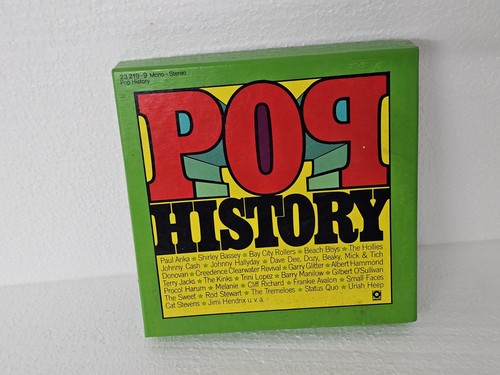 23 219-9 Mono-Stereo
Pop History
POP
HISTORY
Paul Anka ★ Shirley Bassey ★ Bay City Rollers ★ Beach Boys ★ The Hollies
Johnny Cash ★ Johnny Hallyday ★ Dave Dee, Dozy, Beaky, Mick & Tich
Donovan ★ Creedence Clearwater Revival ★ Garry Glitter ★ Albert Hammond
Terry Jacks ★ The Kinks ★ Trini Lopez ★ Barry Manilow ★ Gilbert O'Sullivan
Procol Harum ★ Melanie ★ Cliff Richard ★ Frankie Avalon ★ Small Faces
The Sweet ★ Rod Stewart ★ The Tremeloes ★ Status Quo ★ Uriah Heep
Cat Stevens ★ Jimi Hendrix u.v.a.